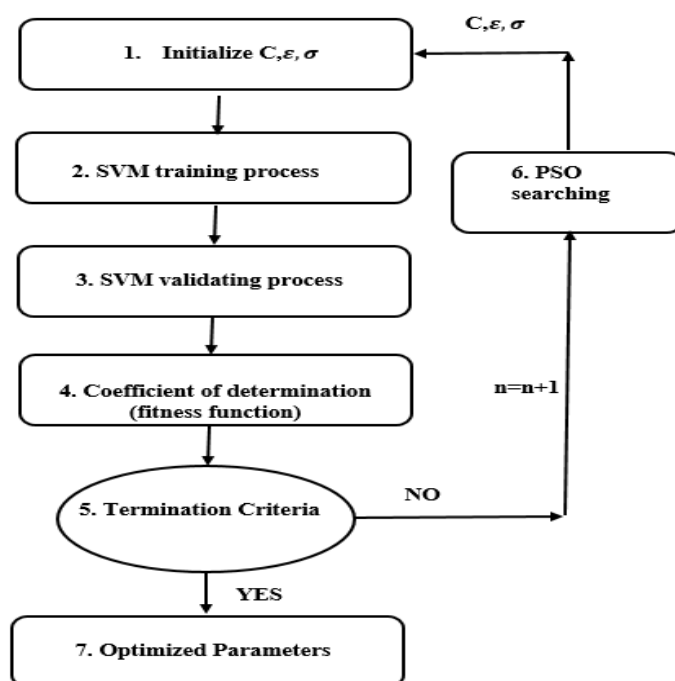 C,ε, σ
1. Initialize C,ε, σ
2. SVM training process
6. PSO
searching
3. SVM validating process
4. Coefficient of determination
(fitness function)
n=n+1
5. Termination Criteria
NO
YES
7. Optimized Parameters